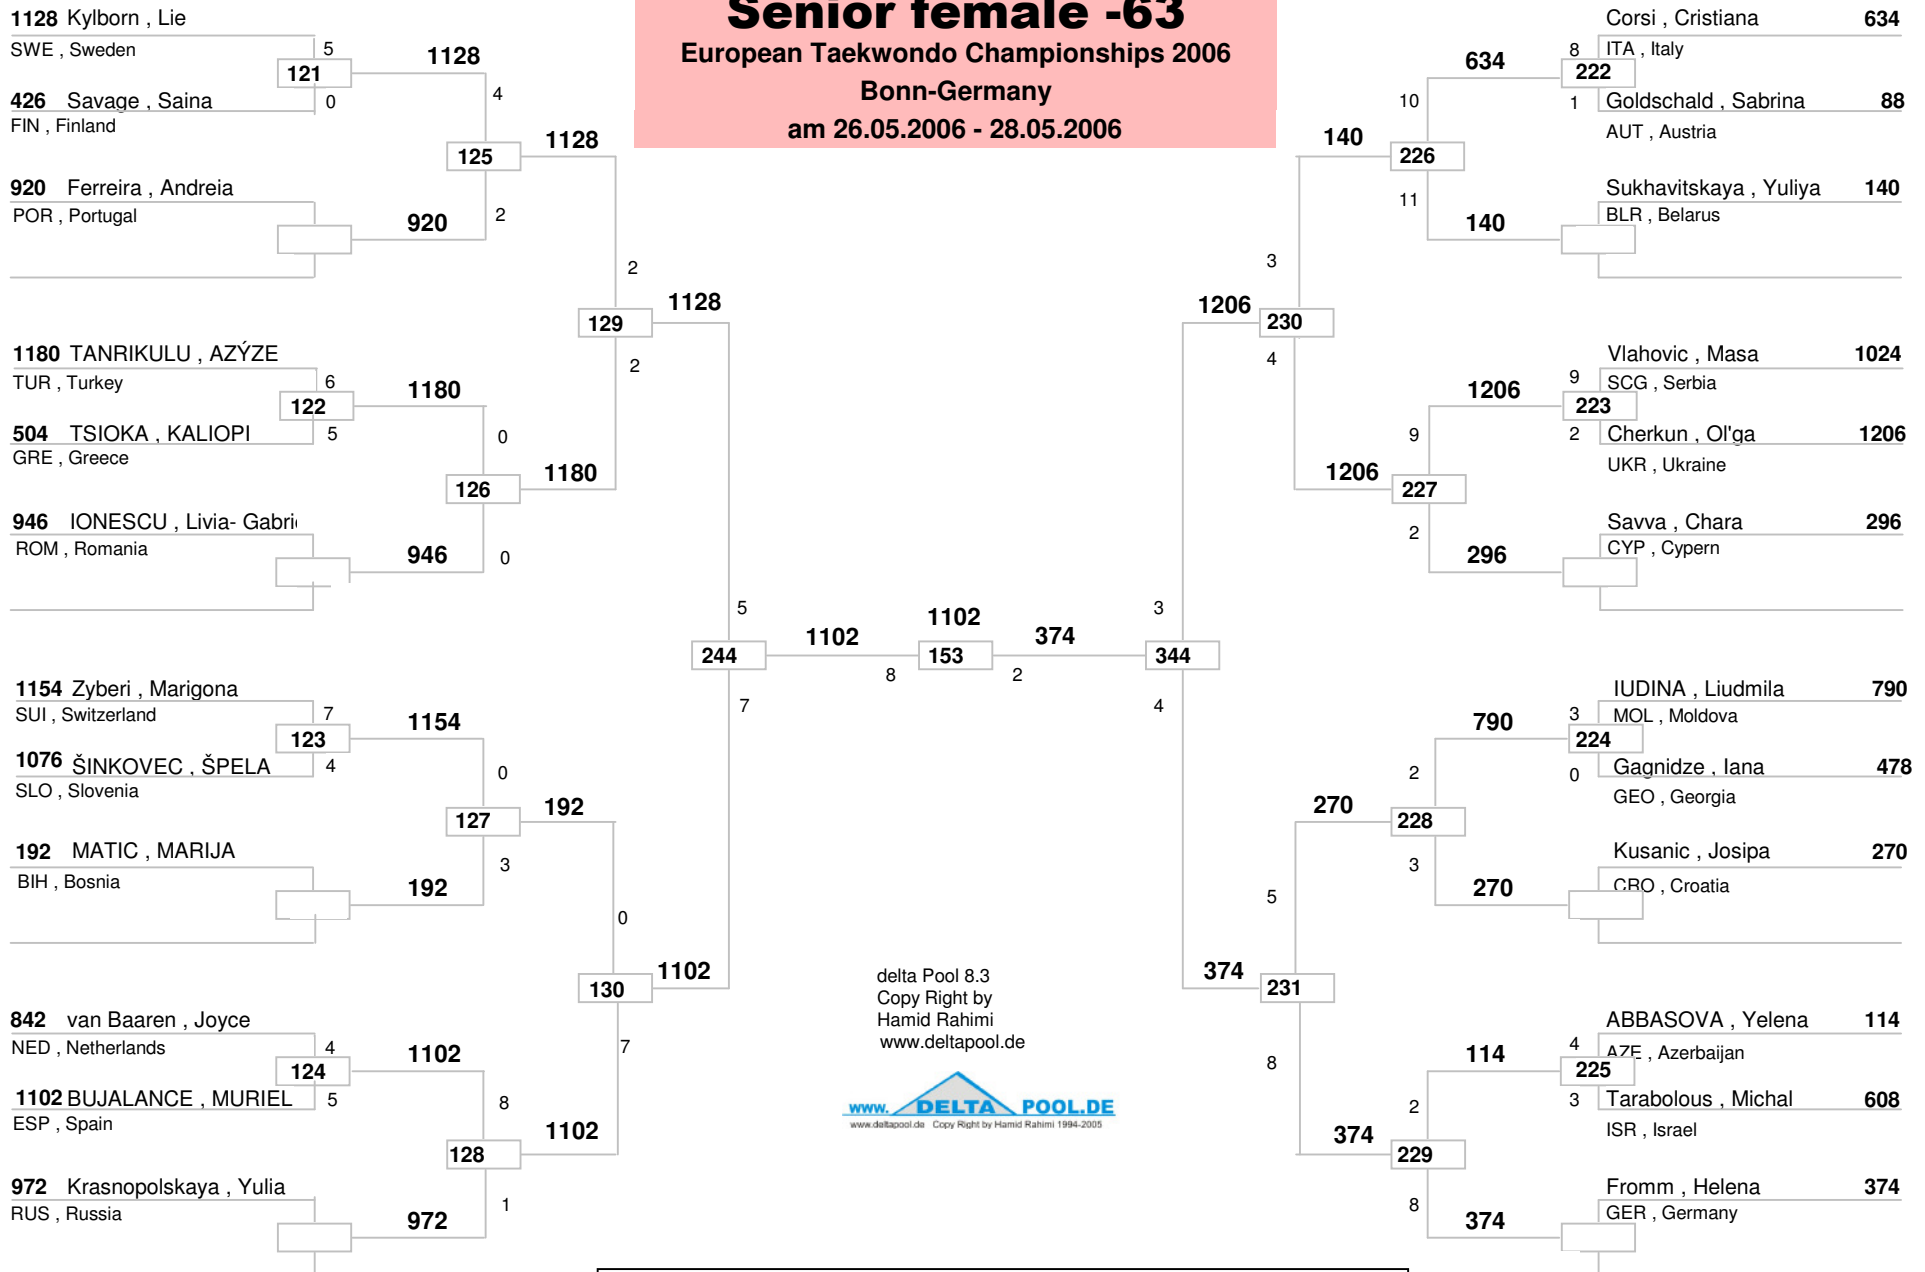 Senior female -63
European Taekwondo Championships 2006
Bonn-Germany
am 26.05.2006 - 28.05.2006
1128 Kylborn , Lie
SWE , Sweden
5
121
1128
426 Savage , Saina
0
FIN , Finland
4
125
1128
920 Ferreira , Andreia
POR , Portugal
920
2
2
129
1128
1180 TANRIKULU , AZÝZE
TUR , Turkey
6
122
1180
2
504 TSIOKA , KALIOPI
5
GRE , Greece
0
126
1180
946 IONESCU , Livia- Gabri
ROM , Romania
946
0
5
244
1102
8
7
1154 Zyberi , Marigona
SUI , Switzerland
7
123
1154
1076 ŠINKOVEC , ŠPELA
4
SLO , Slovenia
0
127
192
192 MATIC , MARIJA
BIH , Bosnia
192
3
0
130
1102
7
842 van Baaren , Joyce
NED , Netherlands
4
124
1102
1102 BUJALANCE , MURIEL
5
ESP , Spain
8
128
1102
972 Krasnopolskaya , Yulia
RUS , Russia
972
1
1102
153
374
2
3
344
4
Corsi , Cristiana 634
8
ITA , Italy
634
222
1
Goldschald , Sabrina 88
AUT , Austria
10
140
226
11
Sukhavitskaya , Yuliya 140
BLR , Belarus
140
3
1206
230
4
Vlahovic , Masa 1024
9
SCG , Serbia
1206
223
2
Cherkun , Ol'ga 1206
UKR , Ukraine
9
1206
227
2
Savva , Chara 296
CYP , Cypern
296
IUDINA , Liudmila 790
3
MOL , Moldova
790
224
0
Gagnidze , Iana 478
GEO , Georgia
2
270
228
3
Kusanic , Josipa 270
CRO , Croatia
270
5
374
231
8
ABBASOVA , Yelena 114
4
AZE , Azerbaijan
114
225
3
Tarabolous , Michal 608
ISR , Israel
2
374
229
8
Fromm , Helena 374
GER , Germany
374
delta Pool 8.3
Copy Right by
Hamid Rahimi
www.deltapool.de
www. DELTA POOL.DE
www.deltapool.de Copy Right by Hamid Rahimi 1994-2005